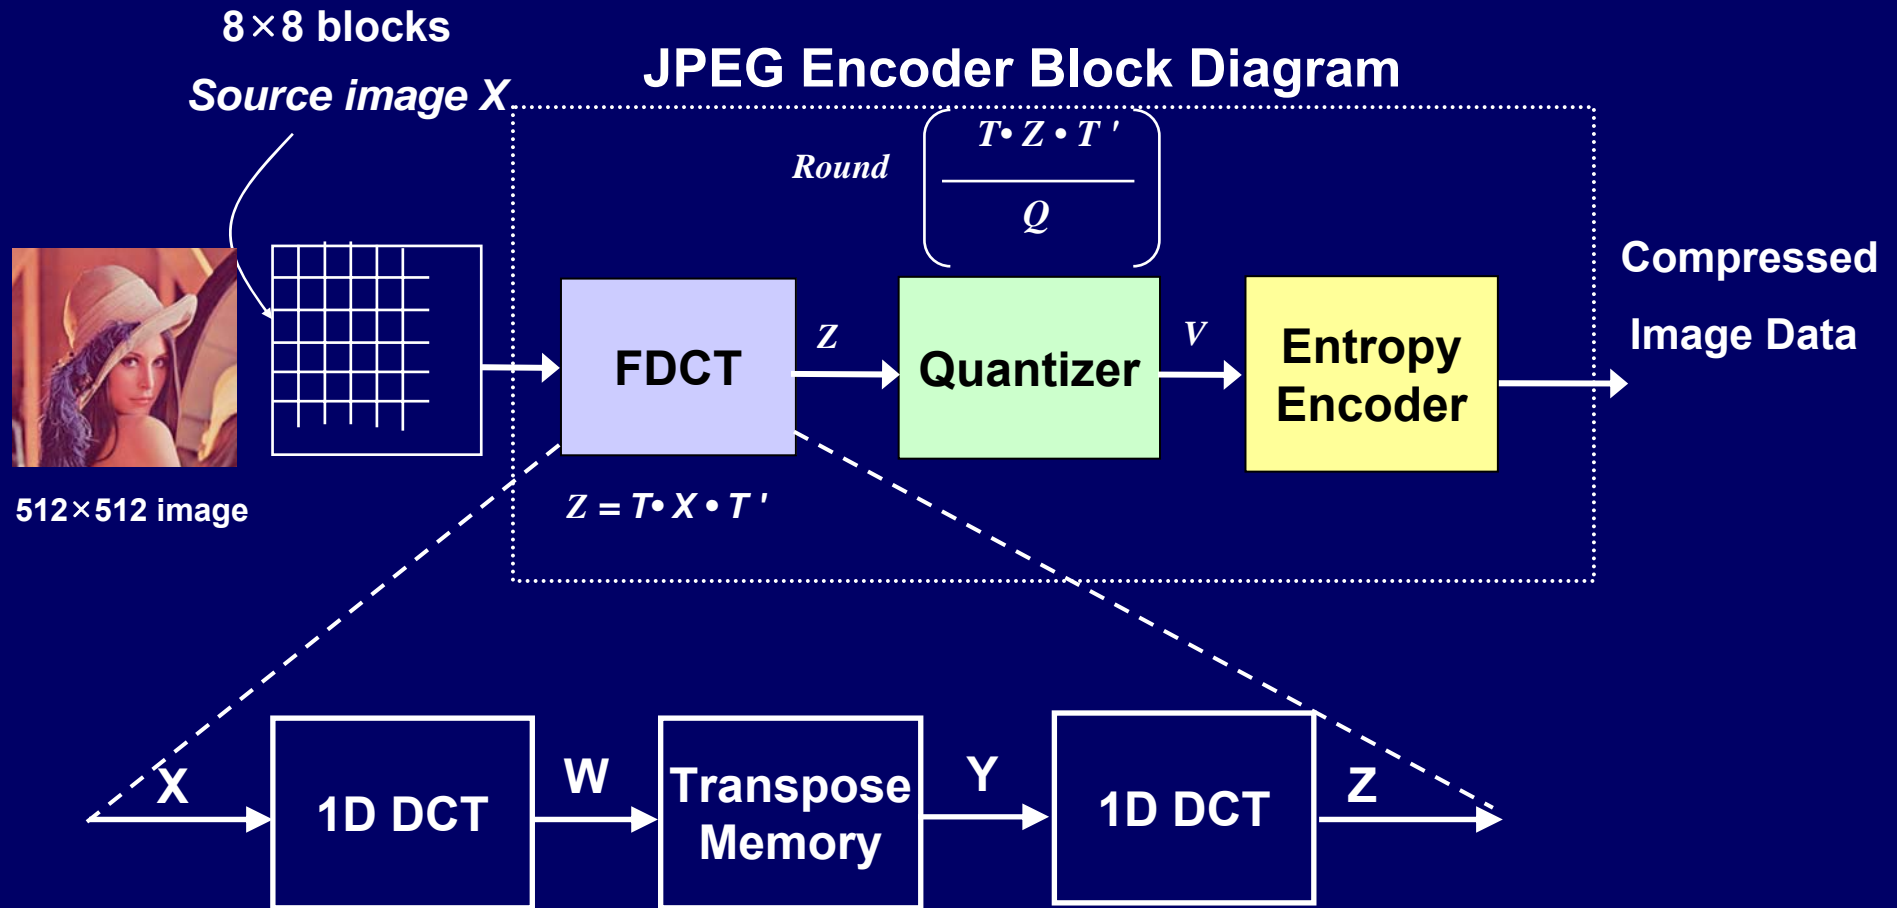 8×8 blocks
Source image X
JPEG Encoder Block Diagram
Round
T• Z • T '
Q
512×512 image
FDCT
Z
Quantizer
V
Entropy
Encoder
Compressed
Image Data
Z = T• X • T '
X
1D DCT
W
Transpose
Memory
Y
1D DCT
Z